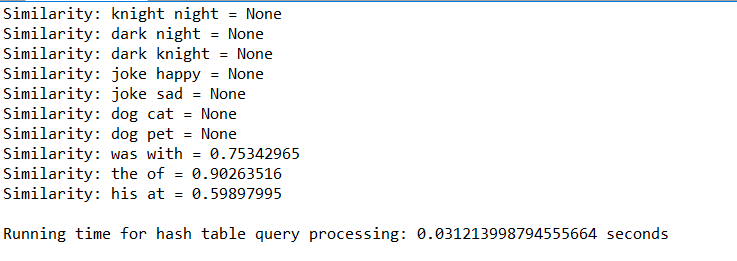 Similarity: knight night = None
Similarity: dark night = None
Similarity: dark knight = None
Similarity: joke happy = None
Similarity: joke sad = None
Similarity: dog cat = None
Similarity: dog pet = None
Similarity: was with = 0.75342965
Similarity: the of = 0.90263516
Similarity: his at = 0.59897995
Running time for hash table query processing: 0.031213998794555664 seconds